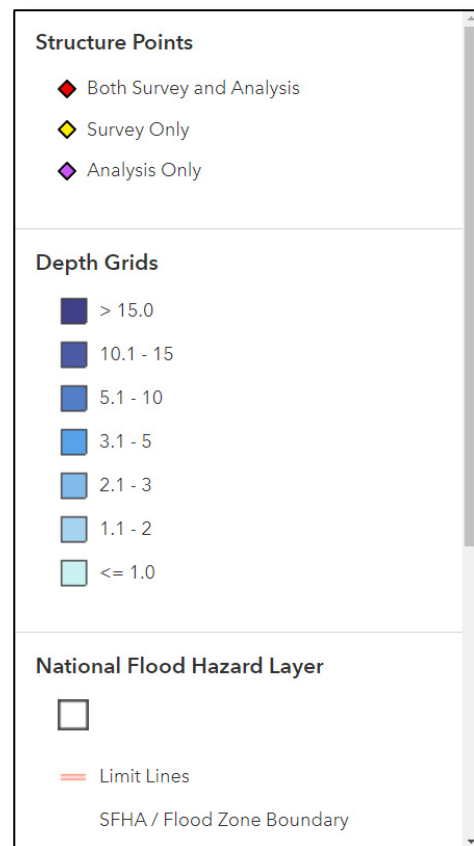 Structure Points
Both Survey and Analysis
Survey Only
Analysis Only
Depth Grids
> 15.0
10.1 - 15
5.1 - 10
3.1 - 5
2.1 - 3
1.1 - 2
<= 1.0
National Flood Hazard Layer
Limit Lines
SFHA / Flood Zone Boundary